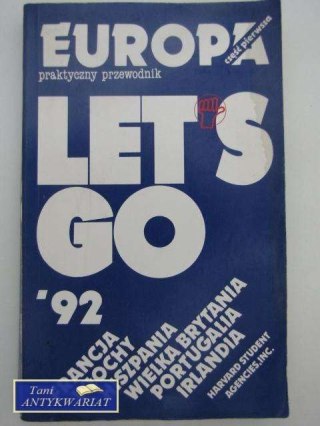 EUROPA
część pierwsza
praktyczny przewodnik
LET'S
GO
'92
WIELKA BRYTANIA
PORTUGALIA
IRLANDIA
HARVARD STUDENT
AGENCIES, INC.
Tani
ANTYKWARIAT